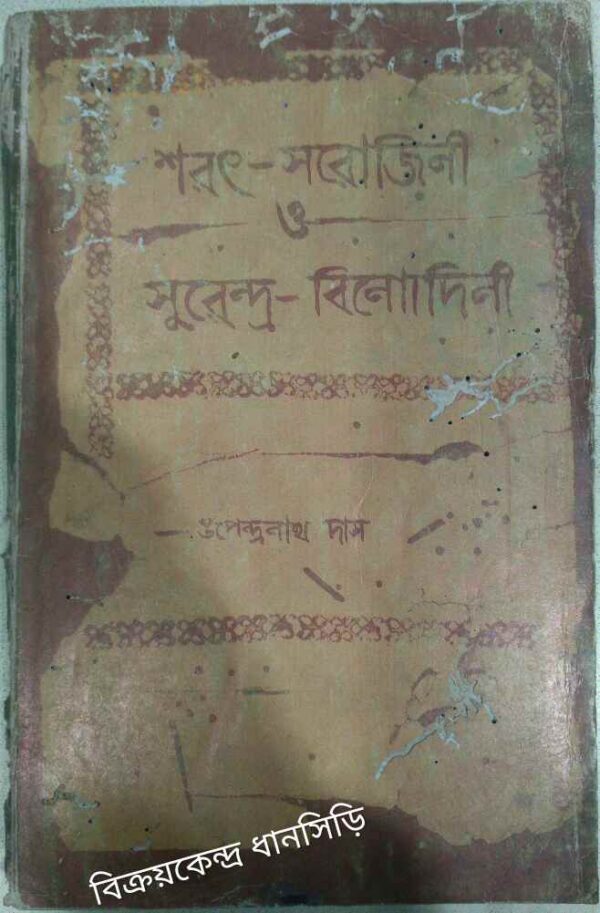 শরৎ-সরোজিনী
ও
সুরেন্দ্র-বিনোদিনী
উপেন্দ্রনাথ দাস
বিক্রয়কেন্দ্র ধানসিড়ি